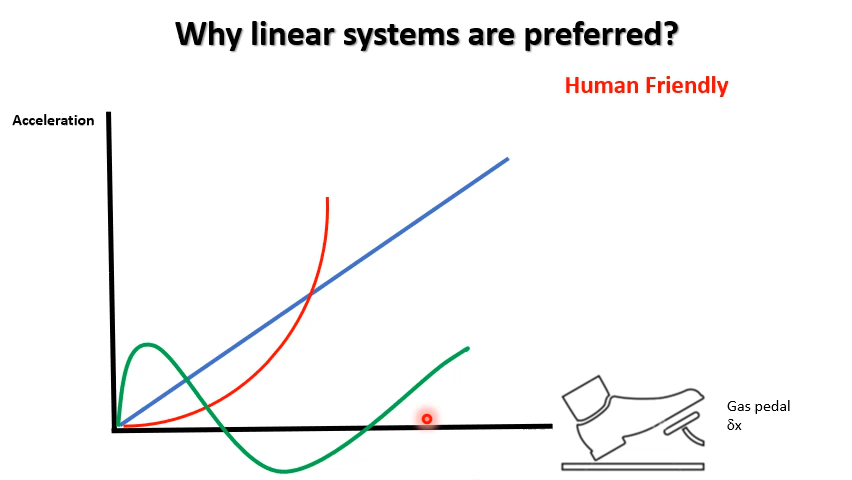 Why linear systems are preferred?
Human Friendly
Acceleration
Gas pedal
δx